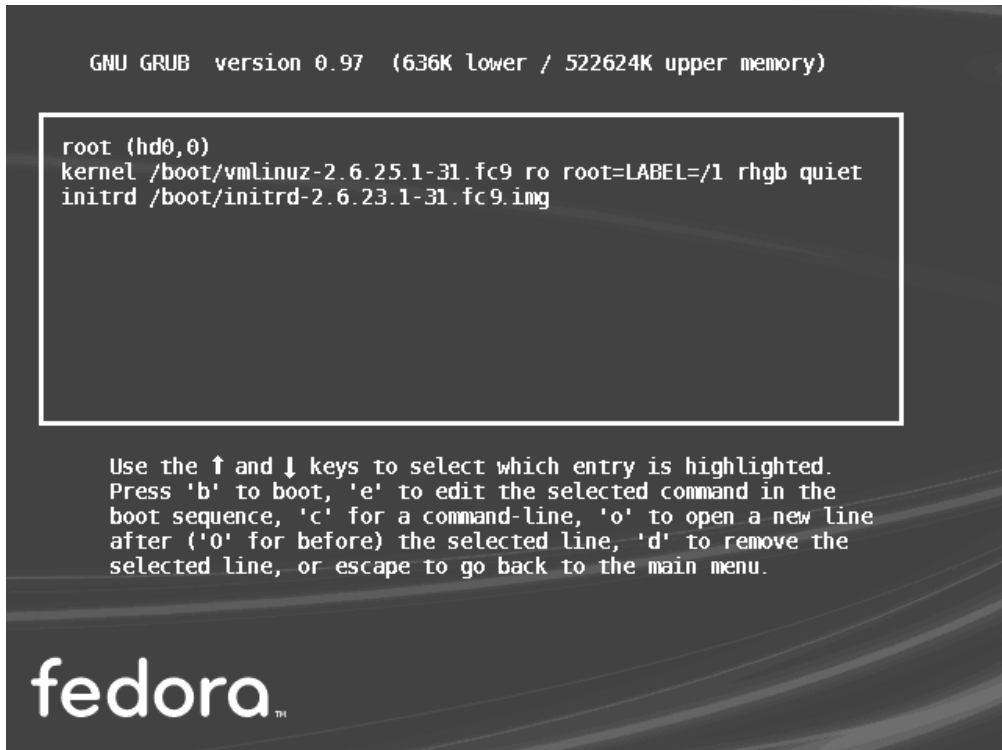 GNU GRUB version 0.97 (636K lower / 522624K upper memory)
root (hd0,0)
kernel /boot/vmlinuz-2.6.25.1-31.fc9 ro root=LABEL=/1 rhgb quiet
initrd /boot/initrd-2.6.23.1-31.fc9.img
Use the ↑ and ↓ keys to select which entry is highlighted.
Press 'b' to boot, 'e' to edit the selected command in the
boot sequence, 'c' for a command-line, 'o' to open a new line
after ('O' for before) the selected line, 'd' to remove the
selected line, or escape to go back to the main menu.
fedora™